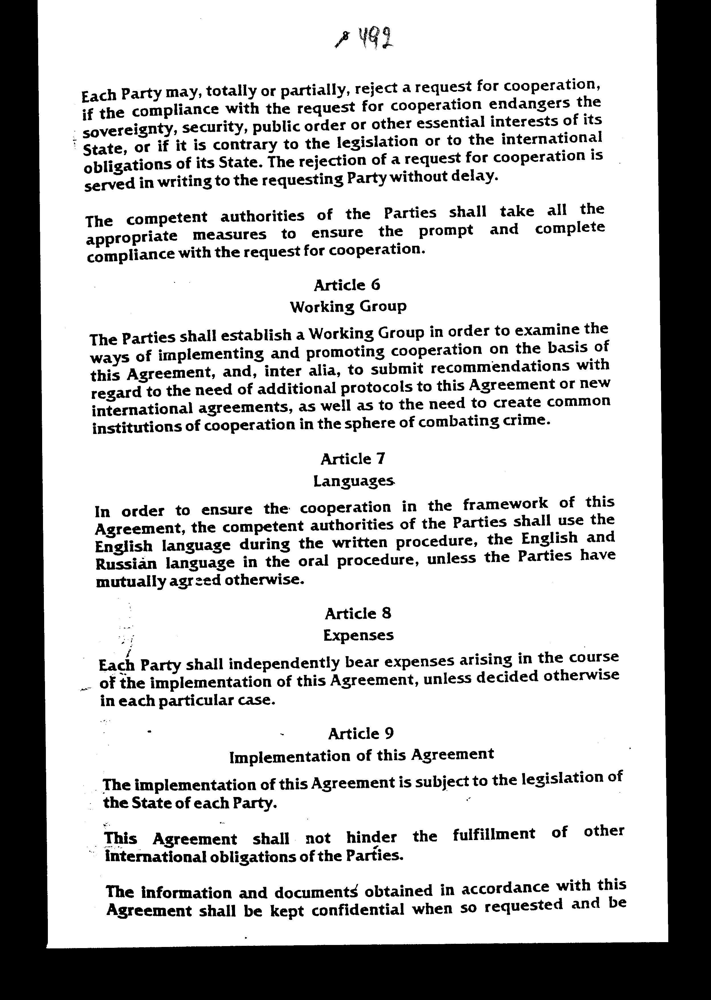 8 492
Each Party may, totally or partially, reject a request for cooperation,
if the compliance with the request for cooperation endangers the
sovereignty, security, public order or other essential interests of its
State, or if it is contrary to the legislation or to the international
obligations of its State. The rejection of a request for cooperation is
served in writing to the requesting Party without delay.
The competent authorities of the Parties shall take all the
appropriate measures to ensure the prompt and complete
compliance with the request for cooperation.
Article 6
Working Group
The Parties shall establish a Working Group in order to examine the
ways of implementing and promoting cooperation on the basis of
this Agreement, and, inter alia, to submit recommendations with
regard to the need of additional protocols to this Agreement or new
international agreements, as well as to the need to create common
institutions of cooperation in the sphere of combating crime.
Article 7
Languages
In order to ensure the cooperation in the framework of this
Agreement, the competent authorities of the Parties shall use the
English language during the written procedure, the English and
Russian language in the oral procedure, unless the Parties have
mutually agreed otherwise.
Article 8
Expenses
Each Party shall independently bear expenses arising in the course
of the implementation of this Agreement, unless decided otherwise
in each particular case.
Article 9
Implementation of this Agreement
The implementation of this Agreement is subject to the legislation of
the State of each Party.
This Agreement shall not hinder the fulfillment of other
international obligations of the Parties.
The information and documents obtained in accordance with this
Agreement shall be kept confidential when so requested and be